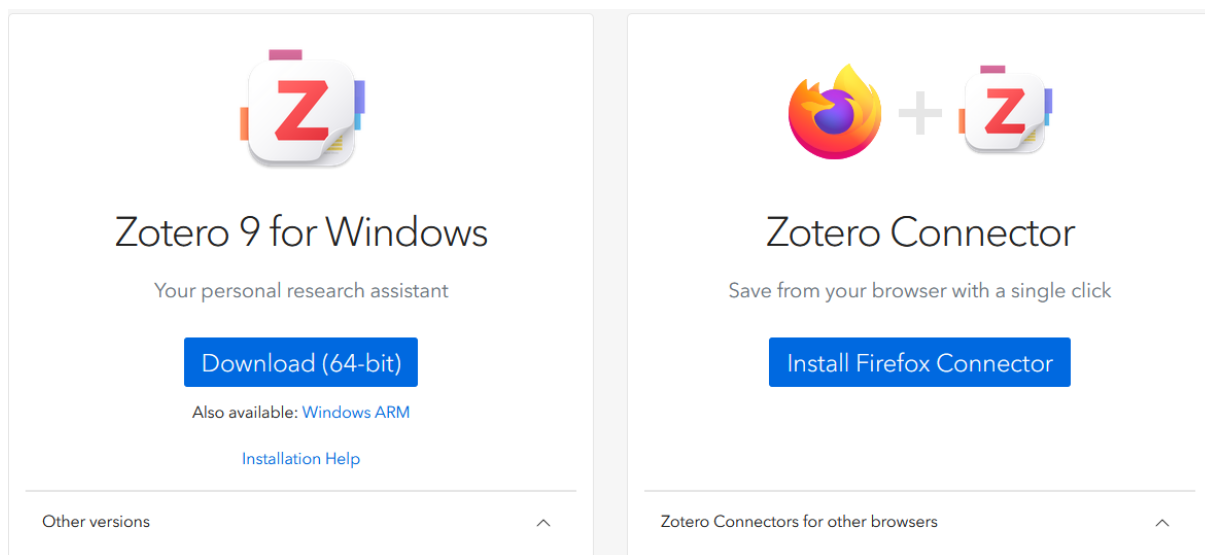 Z
Zotero 9 for Windows
Your personal research assistant
Download (64-bit)
Also available: Windows ARM
Installation Help
Other versions
Z
Zotero Connector
Save from your browser with a single click
Install Firefox Connector
Zotero Connectors for other browsers